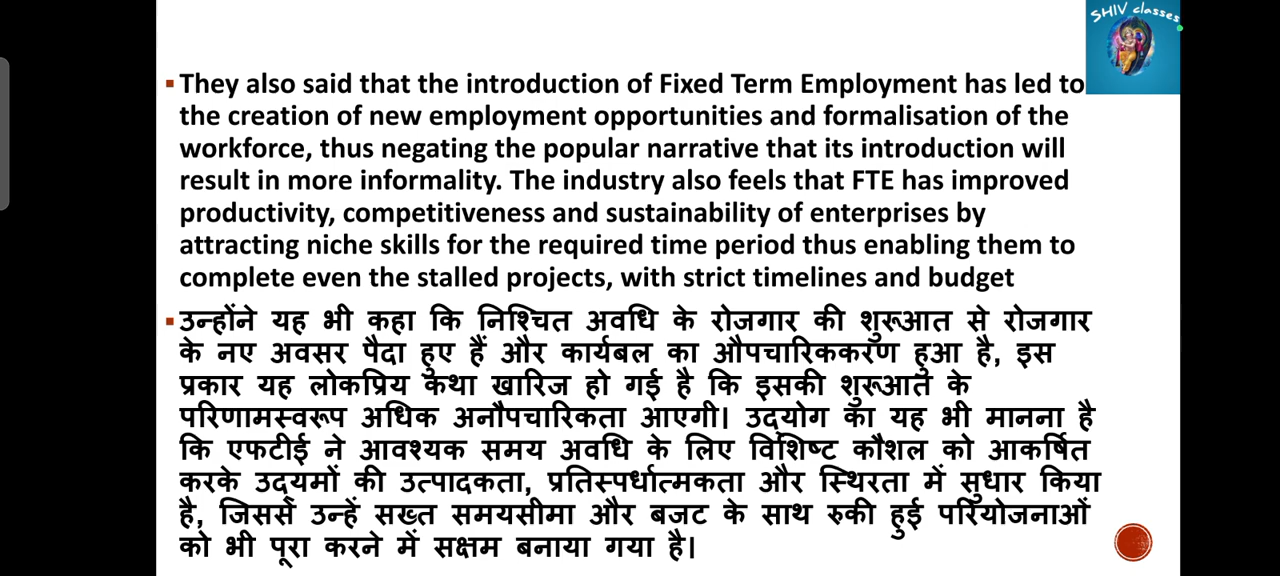 SHIV classes
They also said that the introduction of Fixed Term Employment has led to
the creation of new employment opportunities and formalisation of the
workforce, thus negating the popular narrative that its introduction will
result in more informality. The industry also feels that FTE has improved
productivity, competitiveness and sustainability of enterprises by
attracting niche skills for the required time period thus enabling them to
complete even the stalled projects, with strict timelines and budget
उन्होंने यह भी कहा कि निश्चित अवधि के रोजगार की शुरूआत से रोजगार
के नए अवसर पैदा हुए हैं और कार्यबल का औपचारिककरण हुआ है, इस
प्रकार यह लोकप्रिय कथा खारिज हो गई है कि इसकी शुरूआत के
परिणामस्वरूप अधिक अनौपचारिकता आएगी। उद्योग का यह भी मानना है
कि एफटीई ने आवश्यक समय अवधि के लिए विशिष्ट कौशल को आकर्षित
करके उद्यमों की उत्पादकता, प्रतिस्पर्धात्मकता और स्थिरता में सुधार किया
है, जिससे उन्हें सख्त समयसीमा और बजट के साथ रुकी हुई परियोजनाओं
को भी पूरा करने में सक्षम बनाया गया है।